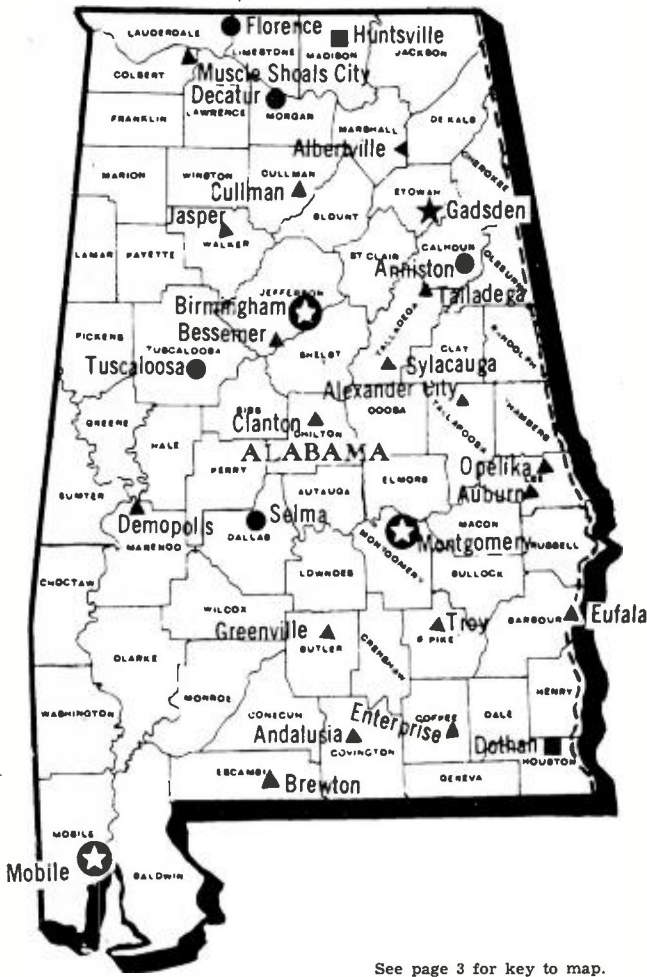 Florence
LAUDERDALE
Huntsville
LIMESTONE
MADISON
JACKSON
COLBERT
Muscle Shoals City
Decatur
FRANKLIN
LAWRENCE
MORGAN
MARSHALL
DE KALB
Albertville
CHEROKEE
MARION
WINSTON
CULLMAN
Cullman
ETOWAH
Gadsden
BLOUNT
Jasper
WALKER
LAMAR
FAYETTE
ST CLAIR
CALHOUN
Anniston
Talladega
JEFFERSON
Birmingham
Bessemer
TALLADEGA
CLAY
RANDOLPH
PICKENS
TUSCALOOSA
Tuscaloosa
SHELBY
Sylacauga
Alexander City
GREENE
HALE
BIBB
Clanton
CHILTON
COOSA
TALLAPOOSA
CHAMBERS
ALABAMA
PERRY
Opelika
LEE
Auburn
ELMORE
AUTAUGA
SUMTER
Demopolis
MARENGO
Selma
DALLAS
MONTGOMERY
Montgomery
MACON
RUSSELL
BULLOCK
CHOCTAW
LOWNDES
WILCOX
Greenville
BUTLER
CRENSHAW
Troy
PIKE
BARBOUR
Eufala
CLARKE
MONROE
WASHINGTON
CONECUH
Andalusia
COVINGTON
Enterprise
COFFEE
DALE
HENRY
Dothan
HOUSTON
ESCAMBI
Brewton
GENEVA
MOBILE
Mobile
BALDWIN
See page 3 for key to map.